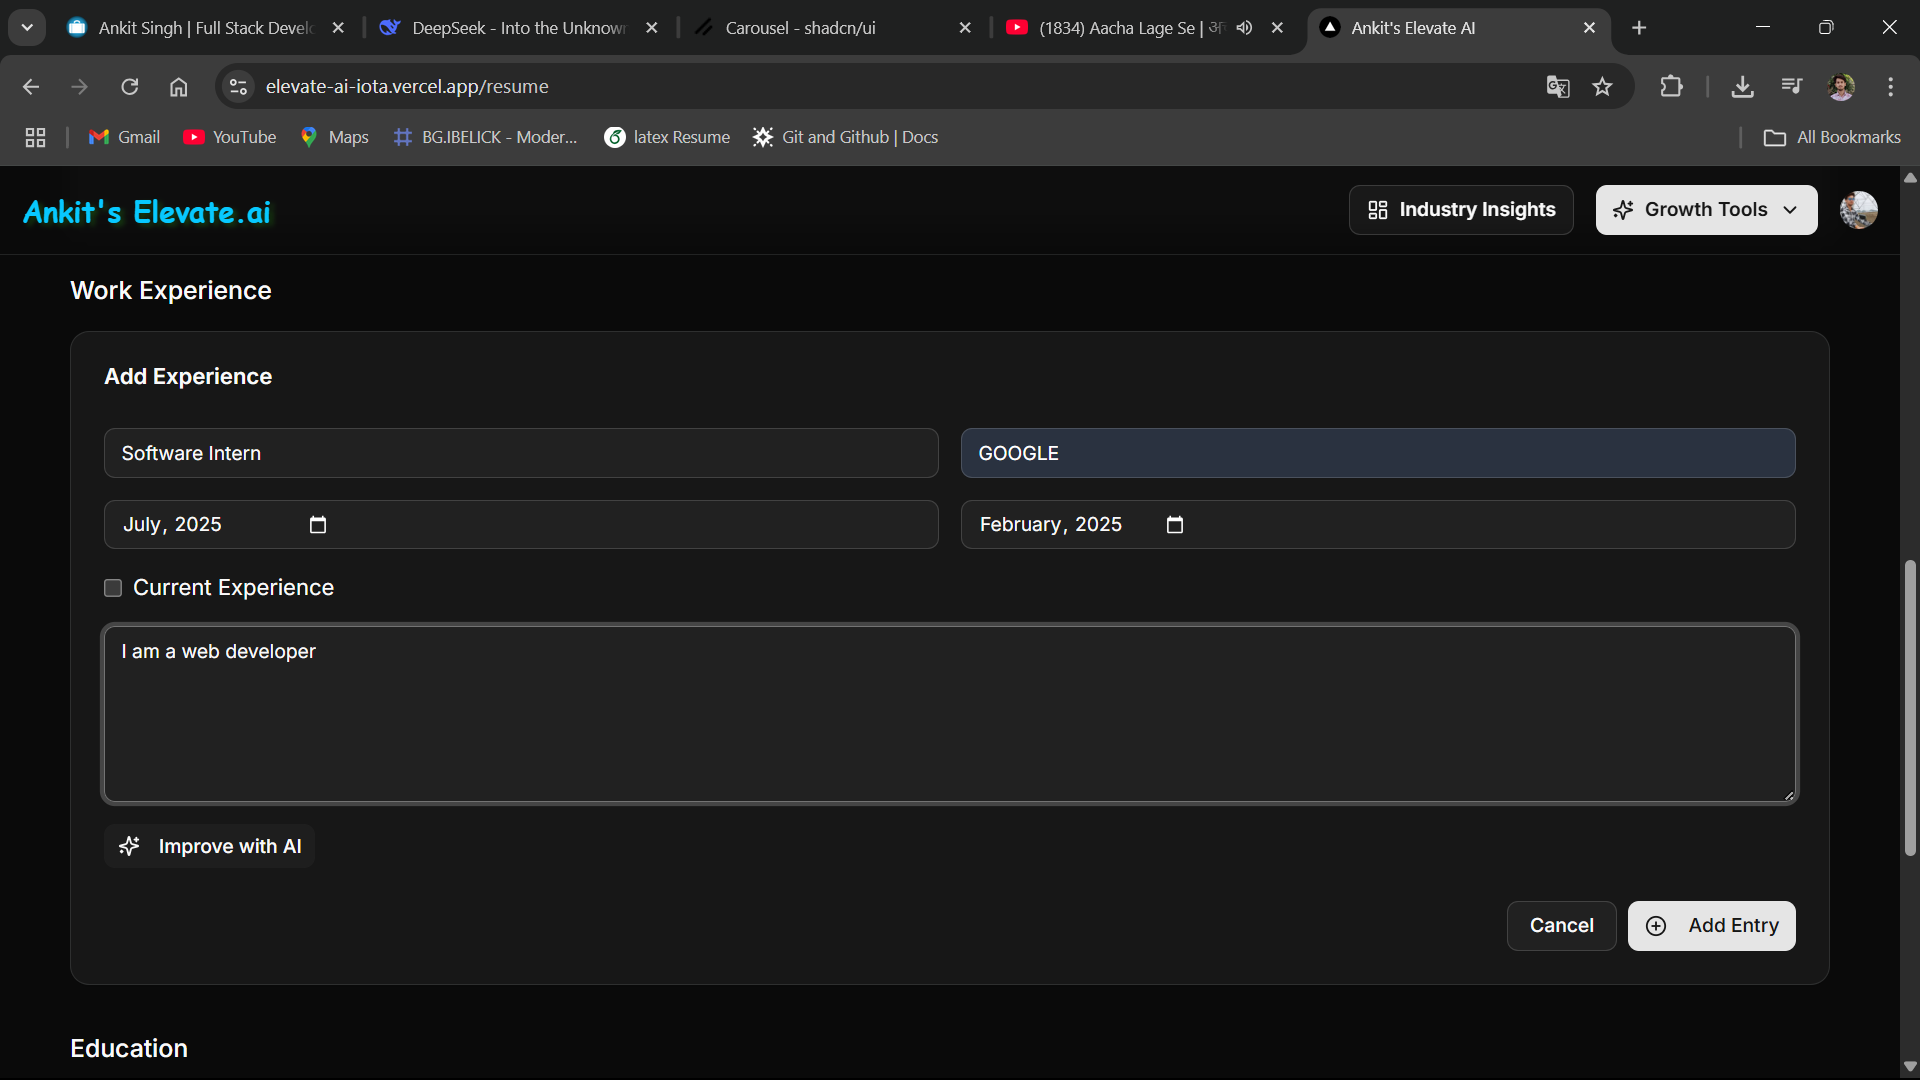 Ankit Singh | Full Stack Develo
DeepSeek - Into the Unknown
Carousel - shadcn/ui
(1834) Aacha Lage Se |
Ankit's Elevate AI
elevate-ai-iota.vercel.app/resume
Gmail
YouTube
Maps
BG.IBELICK - Moder...
latex Resume
Git and Github | Docs
All Bookmarks
Ankit's Elevate.ai
Industry Insights
Growth Tools
Work Experience
Add Experience
Software Intern
GOOGLE
July, 2025
February, 2025
Current Experience
I am a web developer
Improve with AI
Cancel
Add Entry
Education